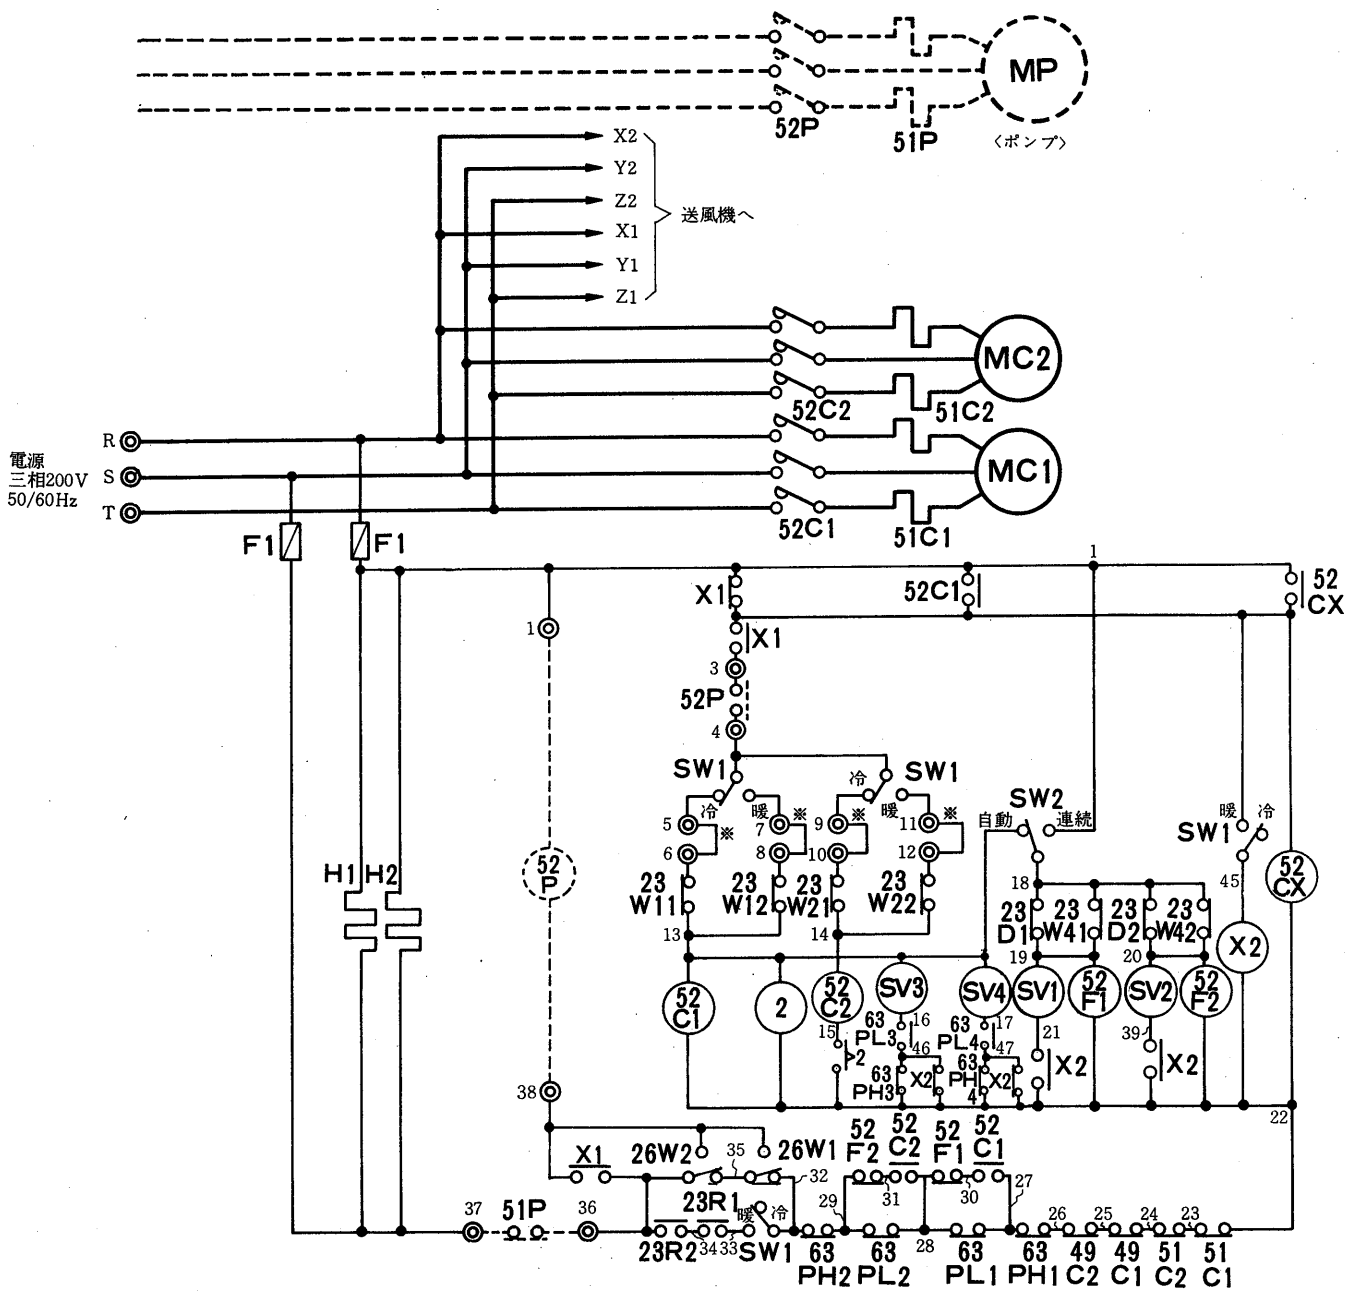 MP
52P
51P
〈ポンプ〉
X2
Y2
Z2
X1
Y1
Z1
送風機へ
MC2
52C2
51C2
MC1
52C1
51C1
電源
三相200V
50/60Hz
R
S
T
F1
F1
1
X1
52C1
52
CX
1
X1
3
52P
4
SW1
冷
暖
冷
暖
SW1
SW2
自動
連続
暖
冷
SW1
5
※
7
※
9
※
11
※
6
8
10
12
H1
H2
52
P
23
W11
23
W12
23
W21
23
W22
18
23
D1
23
W41
23
D2
23
W42
45
52
CX
13
14
19
20
X2
52
C1
2
52
C2
SV3
SV4
SV1
52
F1
SV2
52
F2
15
2
63
PL3
16
46
63
PL4
17
47
21
39
63
PH3
X2
63
PH
4
X2
X2
X2
38
22
X1
26W2
35
26W1
32
52
F2
52
C2
52
F1
52
C1
31
30
27
29
37
51P
36
23R1
暖
冷
23R2
34
33
SW1
63
PH2
63
PL2
28
63
PL1
63
PH1
26
49
C2
25
49
C1
24
51
C2
23
51
C1